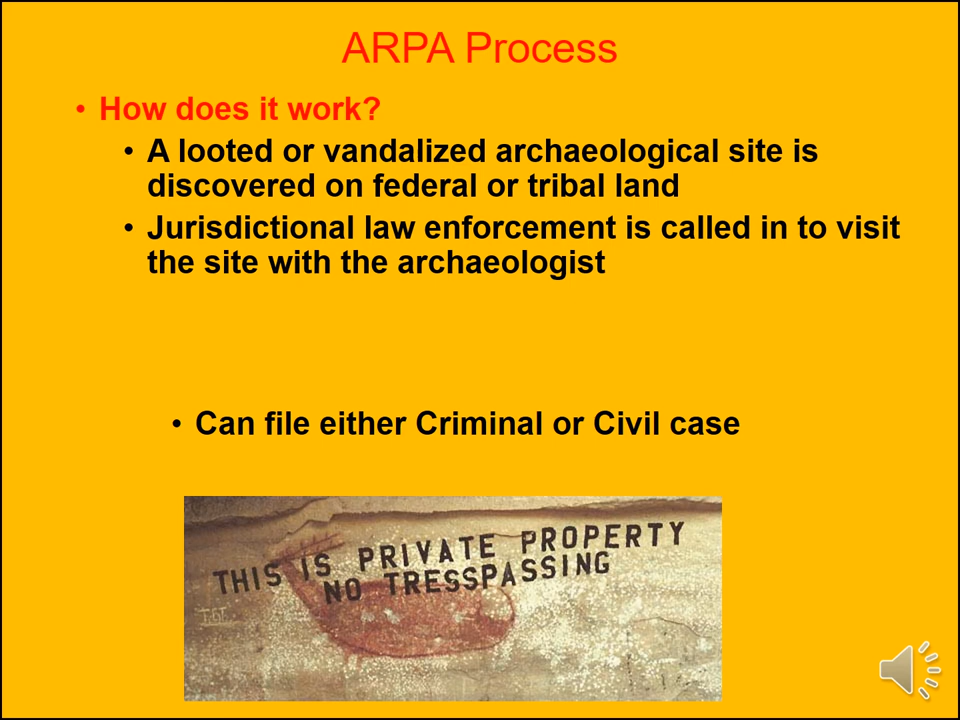 ARPA Process
• How does it work?
• A looted or vandalized archaeological site is
discovered on federal or tribal land
• Jurisdictional law enforcement is called in to visit
the site with the archaeologist
• Can file either Criminal or Civil case
THIS IS PRIVATE PROPERTY
NO TRESSPASSING